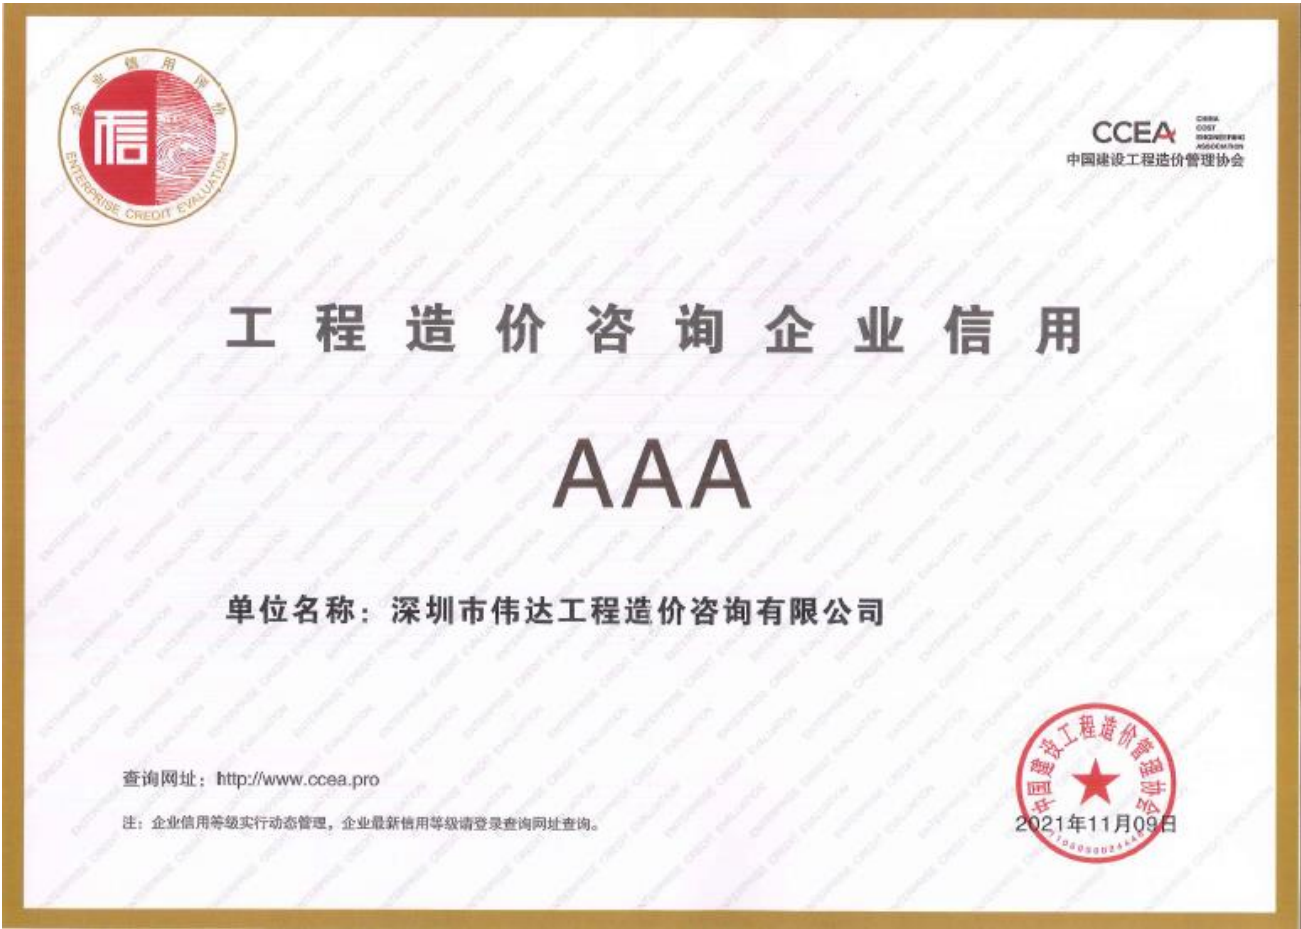 企业信用评价
信
ENTERPRISE CREDIT EVALUATION
CCEA
CHINA
COST
ENGINEERING
ASSOCIATION
中国建设工程造价管理协会
工程造价咨询企业信用
AAA
单位名称：深圳市伟达工程造价咨询有限公司
查询网址：http://www.ccea.pro
注：企业信用等级实行动态管理，企业最新信用等级请登录查询网址查询。
中国建设工程造价管理协会
2021年11月09日